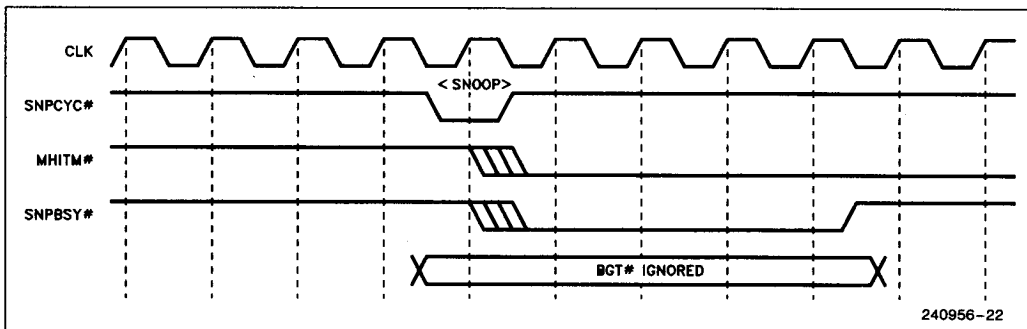 CLK
< SNOOP>
SNPCYC#
MHITM#
SNPBSY#
BGT# IGNORED
240956-22